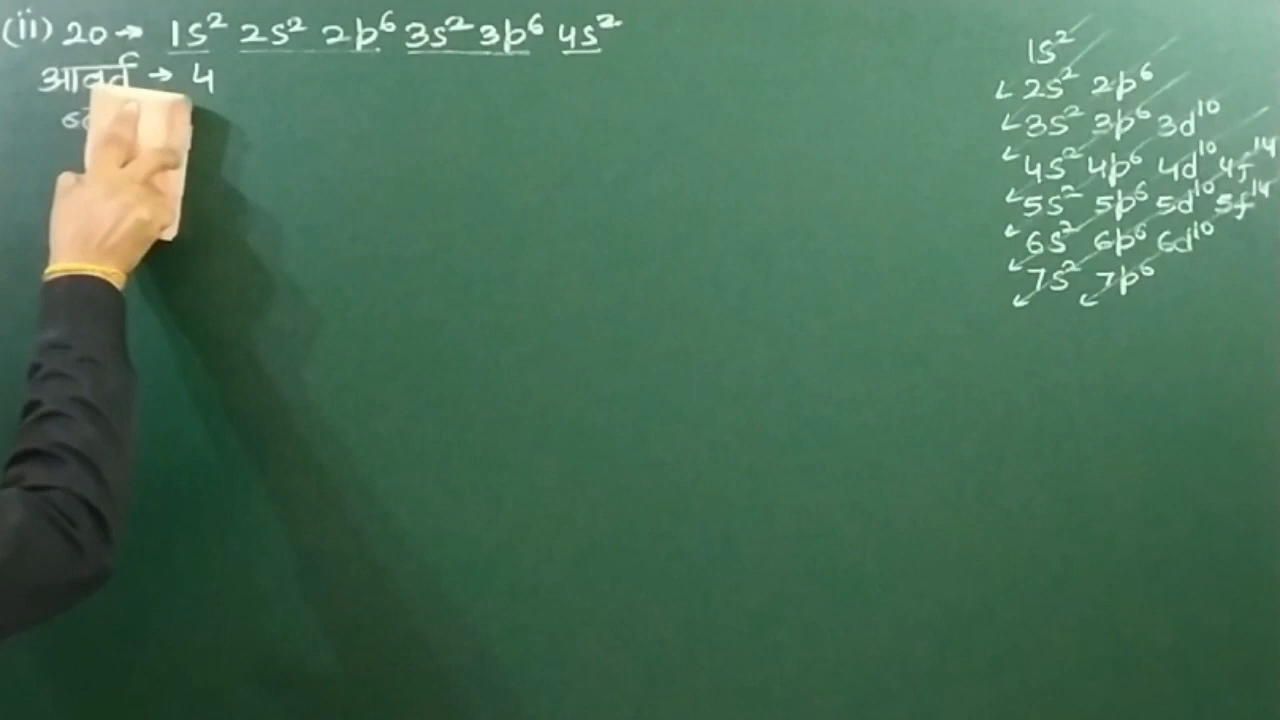 (ii) 20 → 1s² 2s² 2p⁶ 3s² 3p⁶ 4s²
आवर्त → 4
1s²
2s² 2p⁶
3s² 3p⁶ 3d¹⁰
4s² 4p⁶ 4d¹⁰ 4f¹⁴
5s² 5p⁶ 5d¹⁰ 5f¹⁴
6s² 6p⁶ 6d¹⁰
7s² 7p⁶